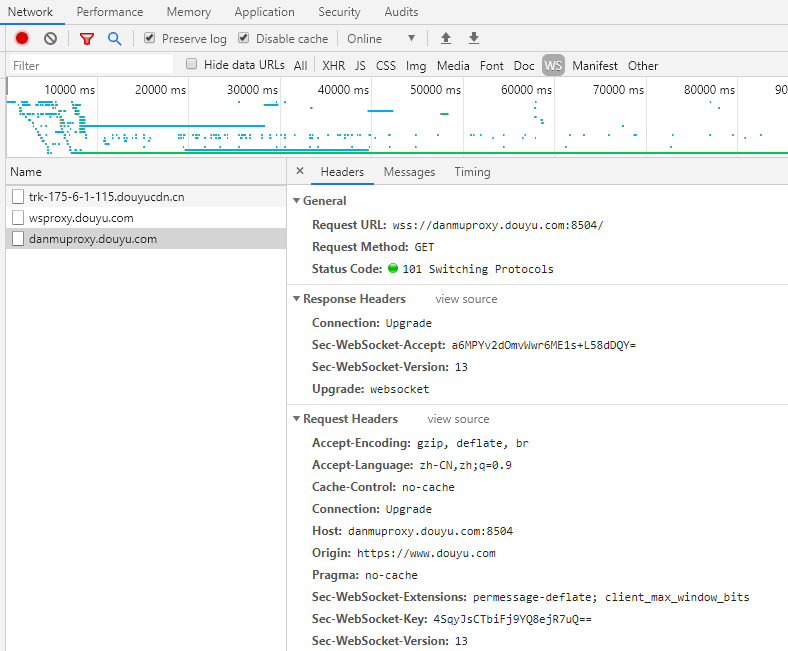 Network Performance Memory Application Security Audits
Preserve log Disable cache Online ▼
Filter Hide data URLs All XHR JS CSS Img Media Font Doc WS Manifest Other
10000 ms 20000 ms 30000 ms 40000 ms 50000 ms 60000 ms 70000 ms 80000 ms 90
Name × Headers Messages Timing
trk-175-6-1-115.douyucdn.cn
wsproxy.douyu.com
danmuproxy.douyu.com
▼ General
Request URL: wss://danmuproxy.douyu.com:8504/
Request Method: GET
Status Code: 101 Switching Protocols
▼ Response Headers view source
Connection: Upgrade
Sec-WebSocket-Accept: a6MPYv2dOmvWwr6ME1s+L58dDQY=
Sec-WebSocket-Version: 13
Upgrade: websocket
▼ Request Headers view source
Accept-Encoding: gzip, deflate, br
Accept-Language: zh-CN,zh;q=0.9
Cache-Control: no-cache
Connection: Upgrade
Host: danmuproxy.douyu.com:8504
Origin: https://www.douyu.com
Pragma: no-cache
Sec-WebSocket-Extensions: permessage-deflate; client_max_window_bits
Sec-WebSocket-Key: 4SqyJsCTbiFj9YQ8ejR7uQ==
Sec-WebSocket-Version: 13